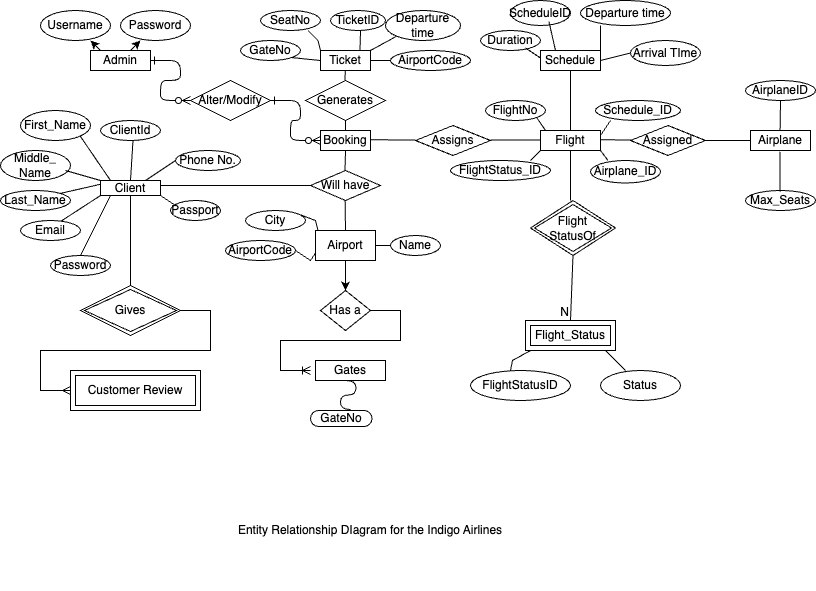 Username
Password
SeatNo
TicketID
Departure
time
ScheduleID
Departure time
GateNo
Admin
Ticket
AirportCode
Duration
Schedule
Arrival TIme
Alter/Modify
Generates
AirplaneID
First_Name
ClientId
FlightNo
Schedule_ID
Booking
Assigns
Flight
Assigned
Airplane
Middle_
Name
Phone No.
FlightStatus_ID
Airplane_ID
Client
Will have
Last_Name
Passport
Max_Seats
Email
City
Flight
StatusOf
AirportCode
Airport
Name
Password
Gives
Has a
N
Flight_Status
Customer Review
Gates
FlightStatusID
Status
GateNo
Entity Relationship DIagram for the Indigo Airlines